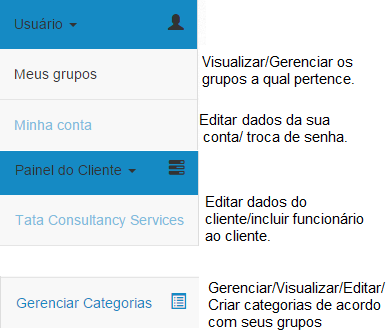 Usuário
Meus grupos
Visualizar/Gerenciar os
grupos a qual pertence.
Minha conta
Editar dados da sua
conta/ troca de senha.
Painel do Cliente
Tata Consultancy Services
Editar dados do
cliente/incluir funcionário
ao cliente.
Gerenciar Categorias
Gerenciar/Visualizar/Editar/
Criar categorias de acordo
com seus grupos